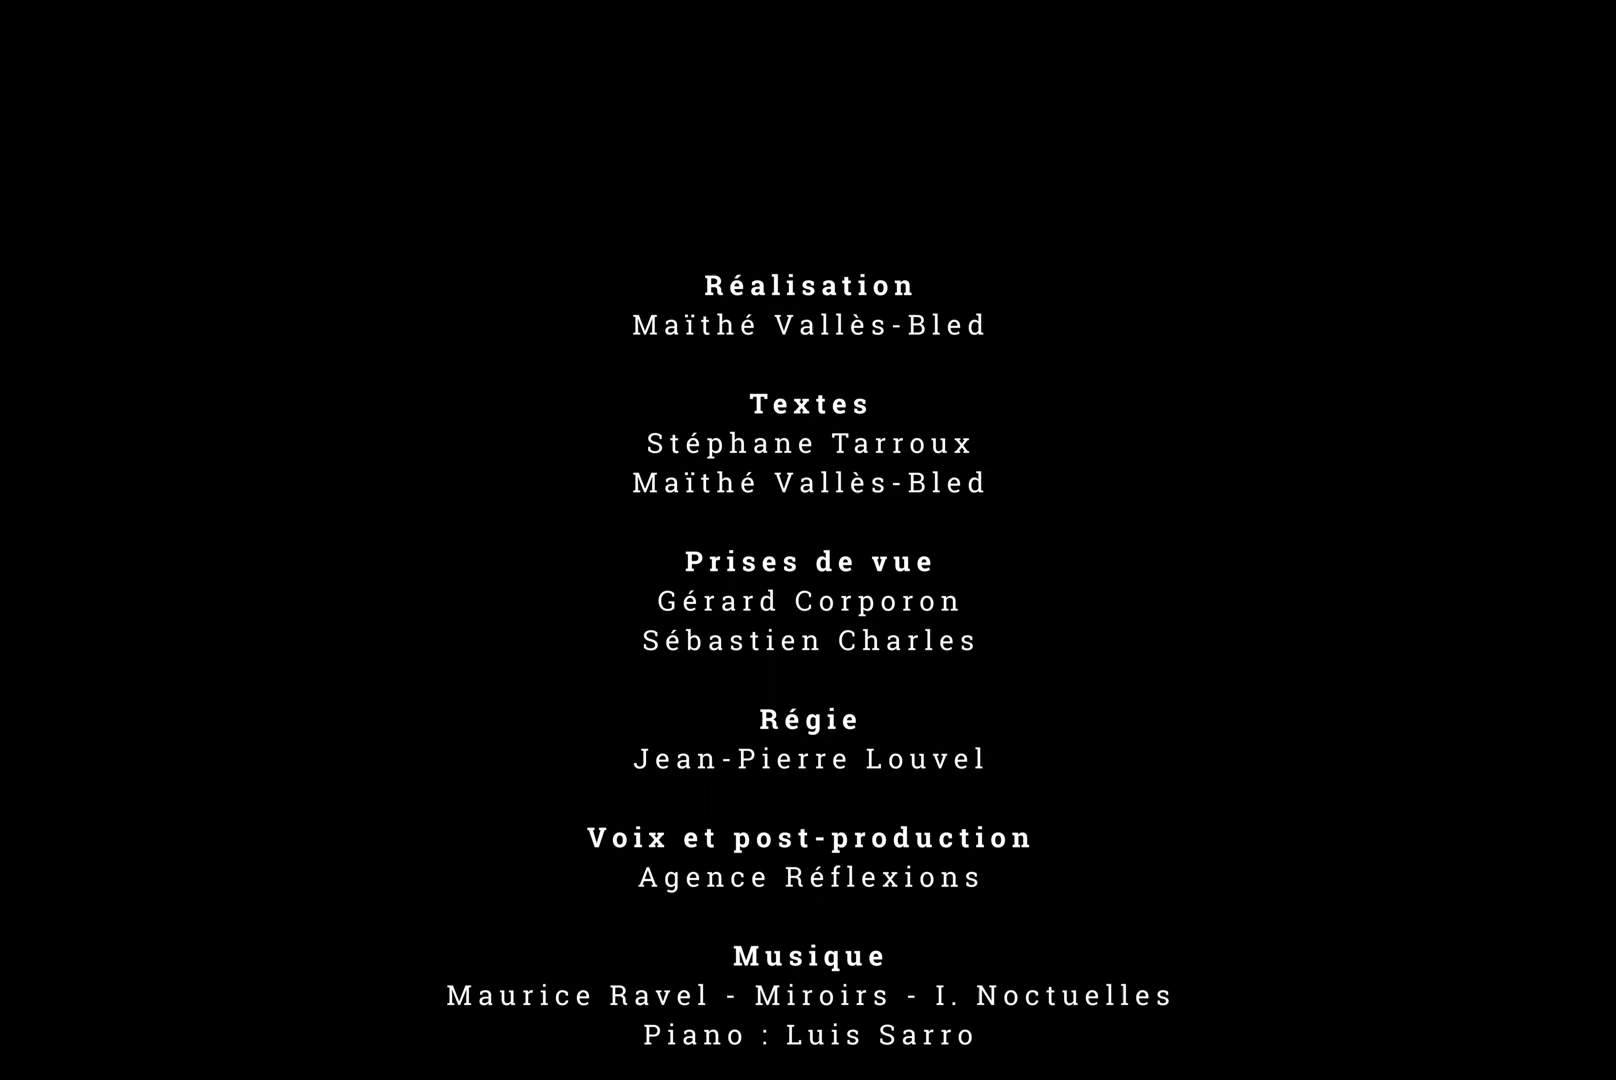 Réalisation
Maïthé Vallès-Bled
Textes
Stéphane Tarroux
Maïthé Vallès-Bled
Prises de vue
Gérard Corporon
Sébastien Charles
Régie
Jean-Pierre Louvel
Voix et post-production
Agence Réflexions
Musique
Maurice Ravel - Miroirs - I. Noctuelles
Piano : Luis Sarro